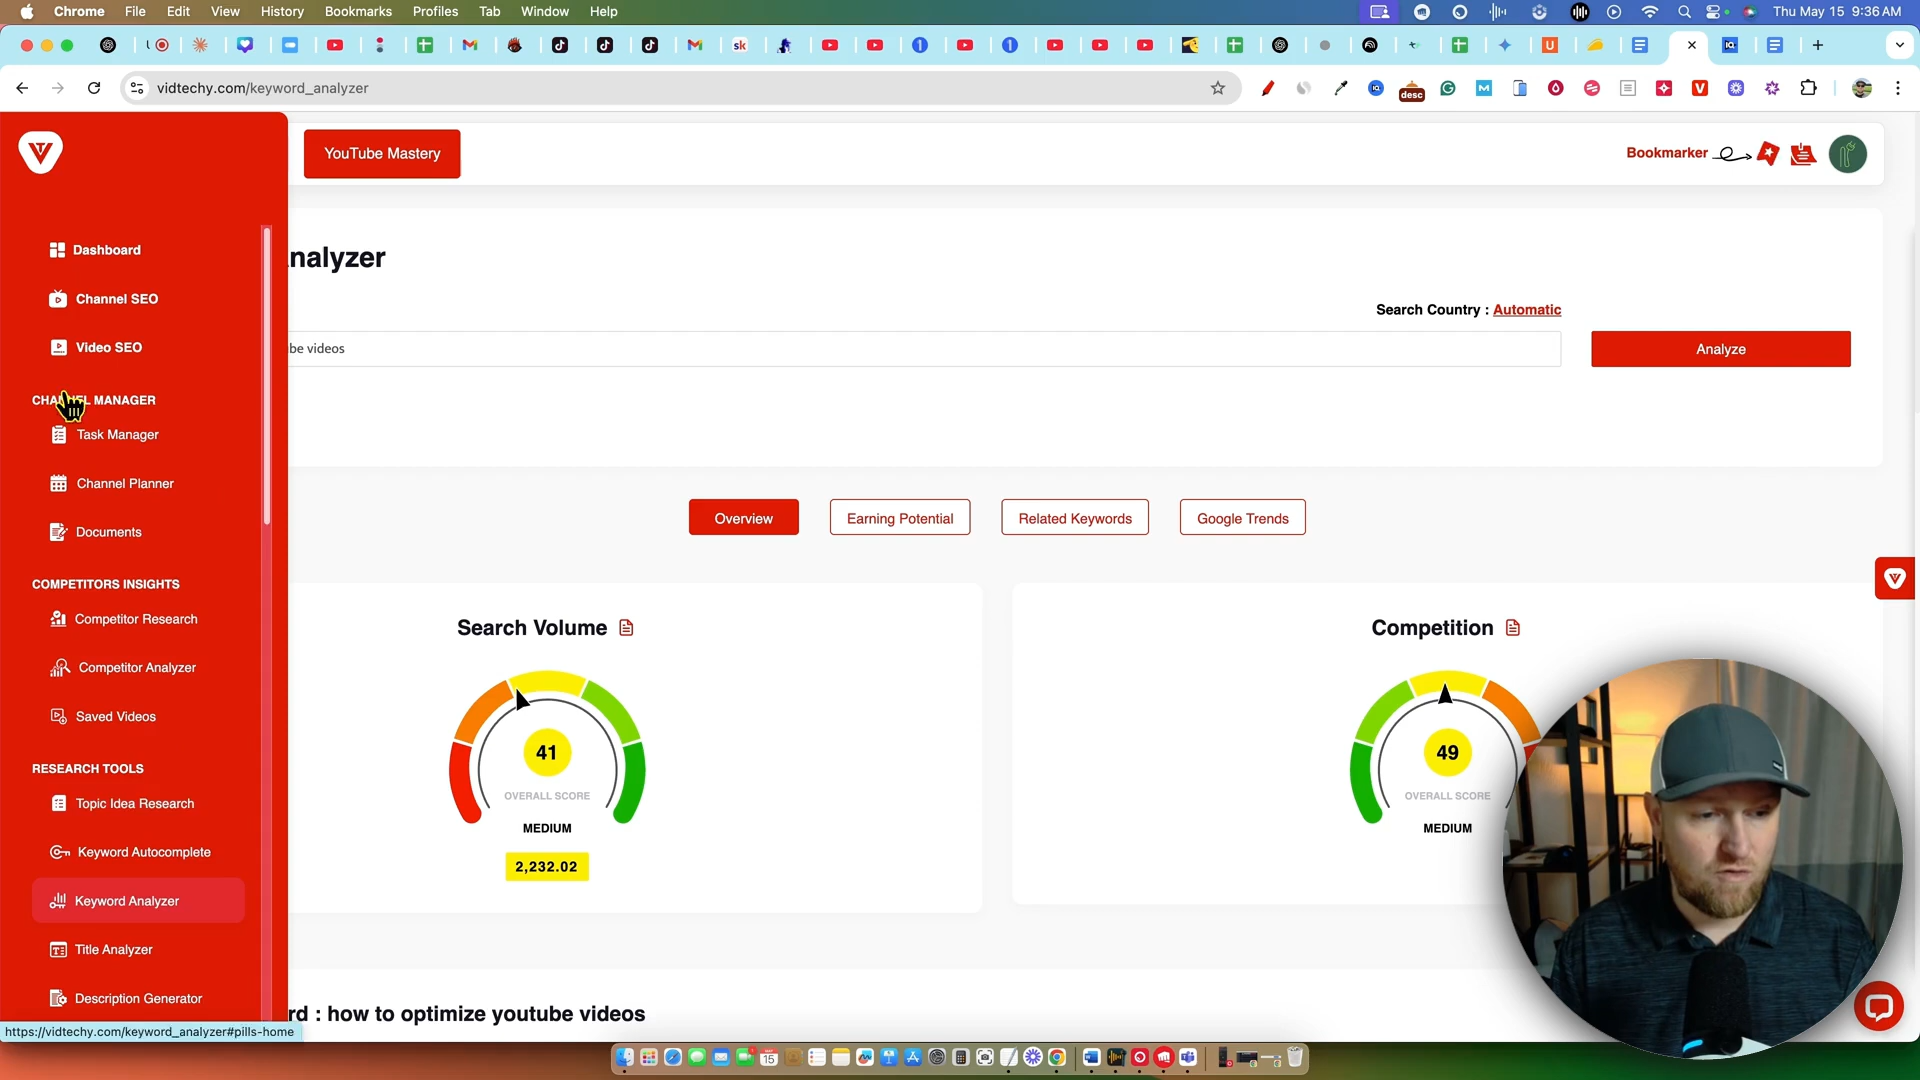 Chrome File Edit View History Bookmarks Profiles Tab Window Help
Thu May 15 9:36 AM
vidtechy.com/keyword_analyzer
desc
YouTube Mastery
Bookmarker
Dashboard
Channel SEO
Video SEO
CHANNEL MANAGER
Task Manager
Channel Planner
Documents
COMPETITORS INSIGHTS
Competitor Research
Competitor Analyzer
Saved Videos
RESEARCH TOOLS
Topic Idea Research
Keyword Autocomplete
Keyword Analyzer
Title Analyzer
Description Generator
https://vidtechy.com/keyword_analyzer#pills-home
nalyzer
Search Country : Automatic
be videos
Analyze
Overview
Earning Potential
Related Keywords
Google Trends
Search Volume
41
OVERALL SCORE
MEDIUM
2,232.02
Competition
49
OVERALL SCORE
MEDIUM
rd : how to optimize youtube videos